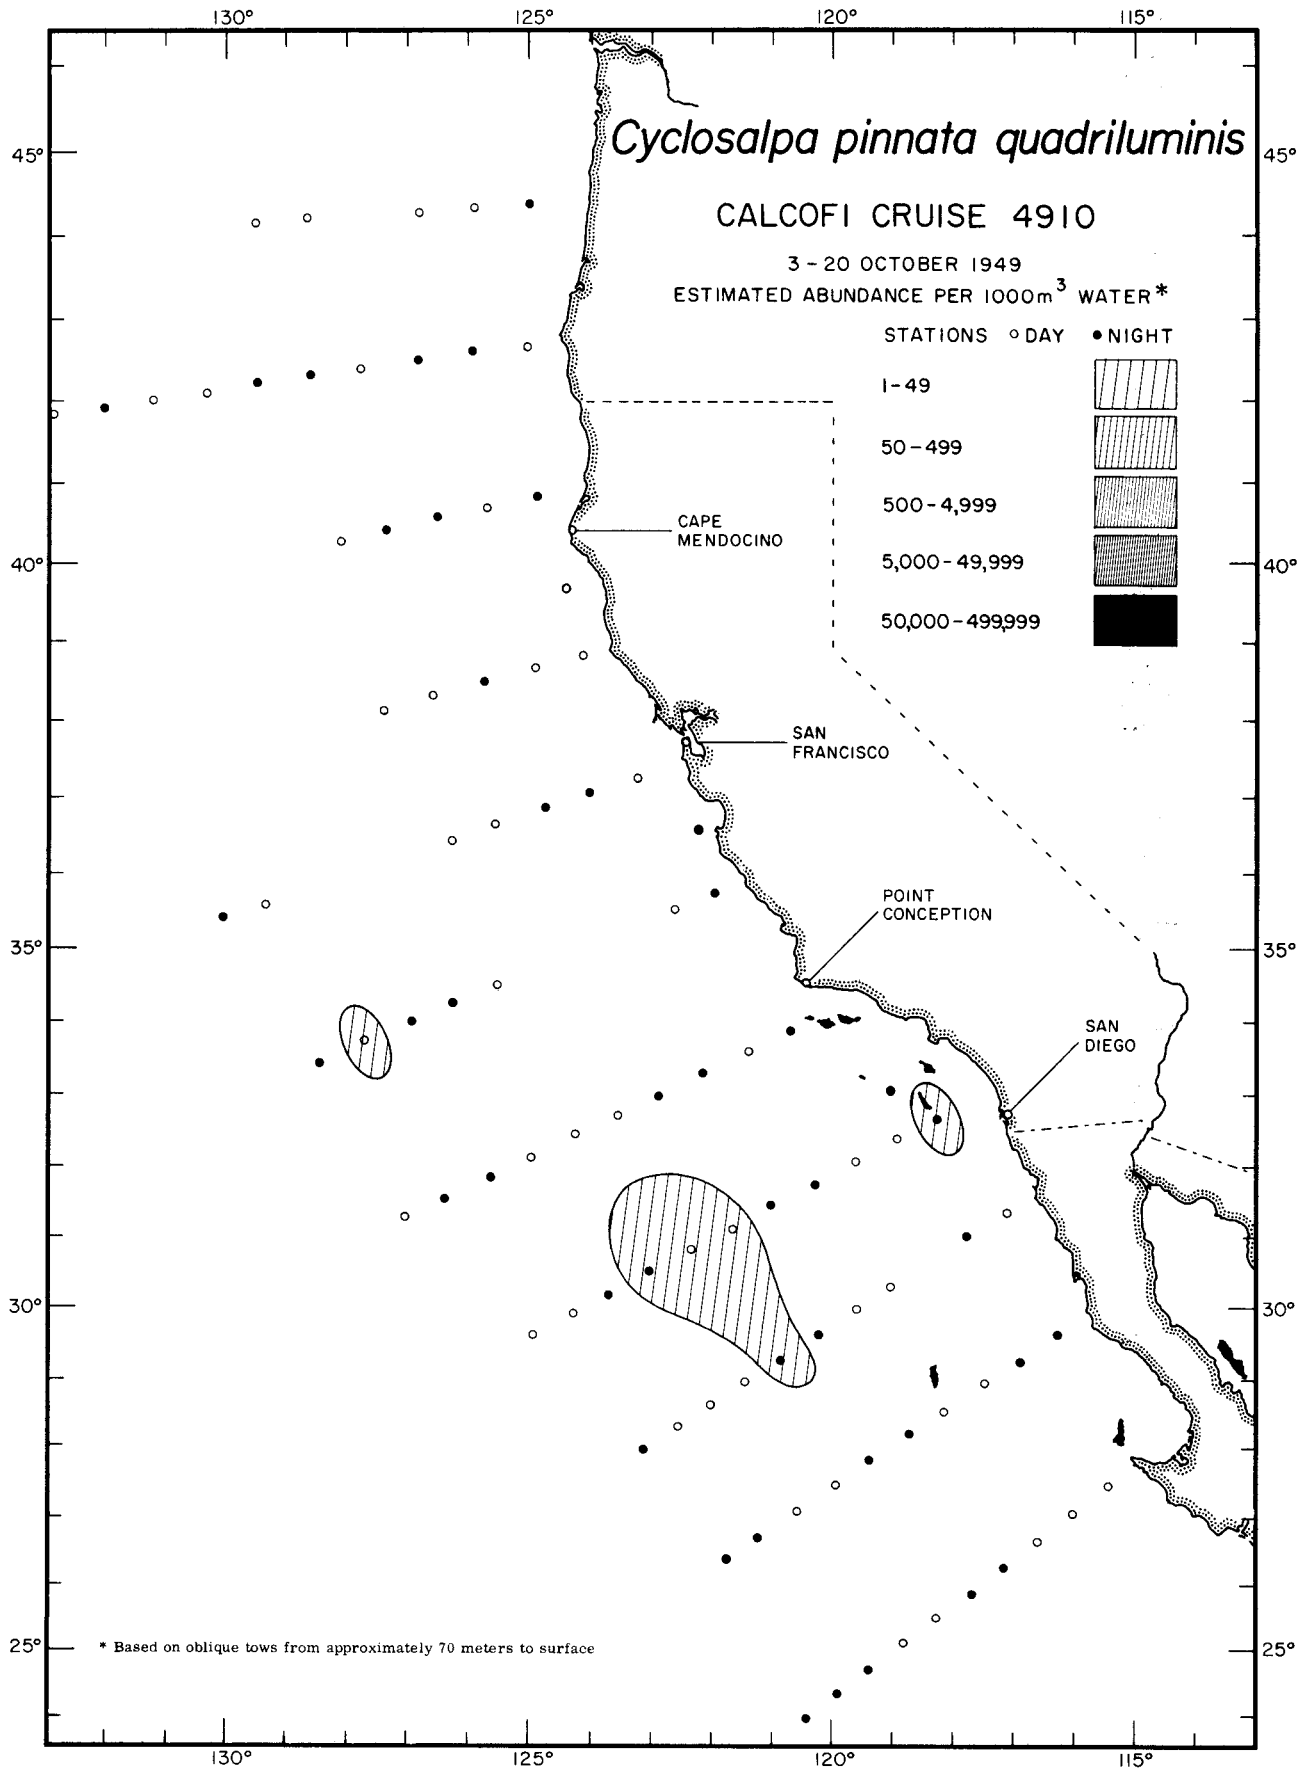 130° 125° 120° 115°
45° 45°
Cyclosalpa pinnata quadriluminis
CALCOFI CRUISE 4910
3-20 OCTOBER 1949
ESTIMATED ABUNDANCE PER 1000m³ WATER*
STATIONS ○ DAY ● NIGHT
1-49
50-499
500-4,999
5,000-49,999
50,000-499,999
CAPE
MENDOCINO
40° 40°
SAN
FRANCISCO
POINT
CONCEPTION
35° 35°
SAN
DIEGO
30° 30°
25° 25°
* Based on oblique tows from approximately 70 meters to surface
130° 125° 120° 115°